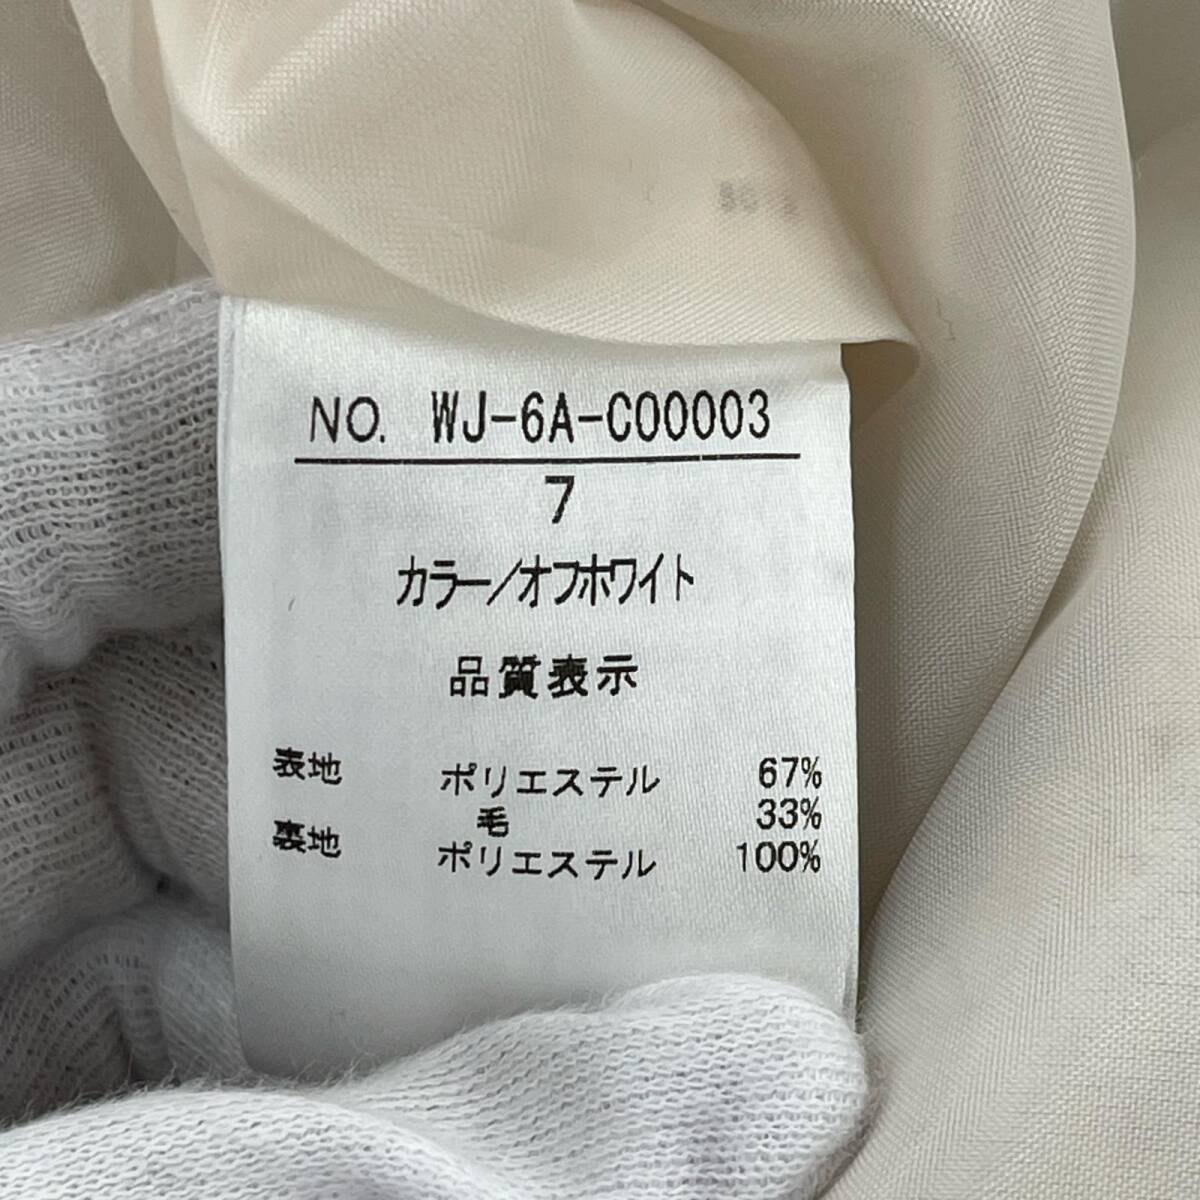 NO. WJ-6A-C00003
7
カラー/オフホワイト
品質表示
表地 ポリエステル 67%
毛 33%
裏地 ポリエステル 100%